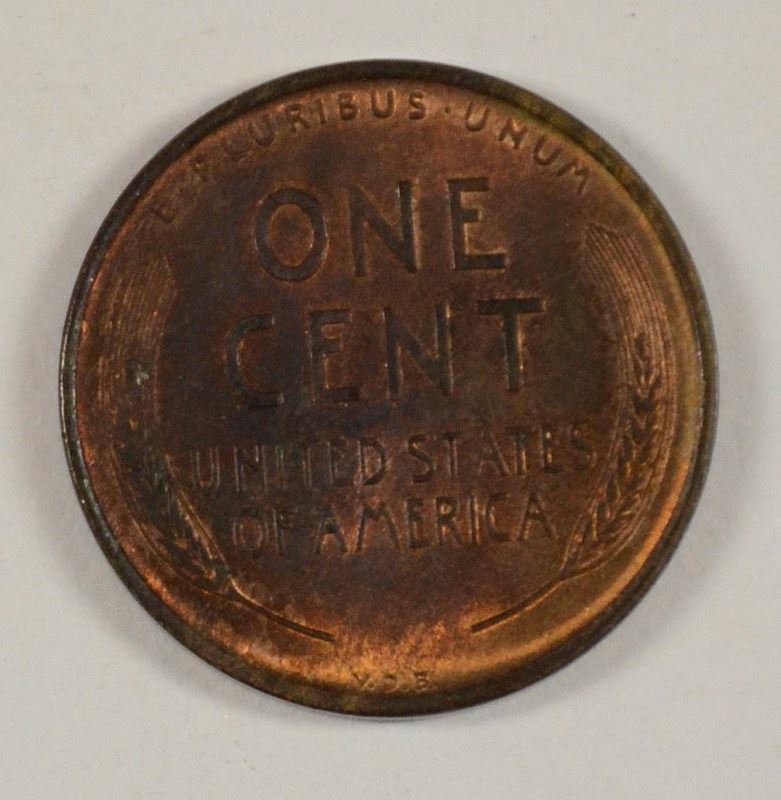 E·PLURIBUS·UNUM
ONE
CENT
UNITED STATES
OF AMERICA
V.D.B.